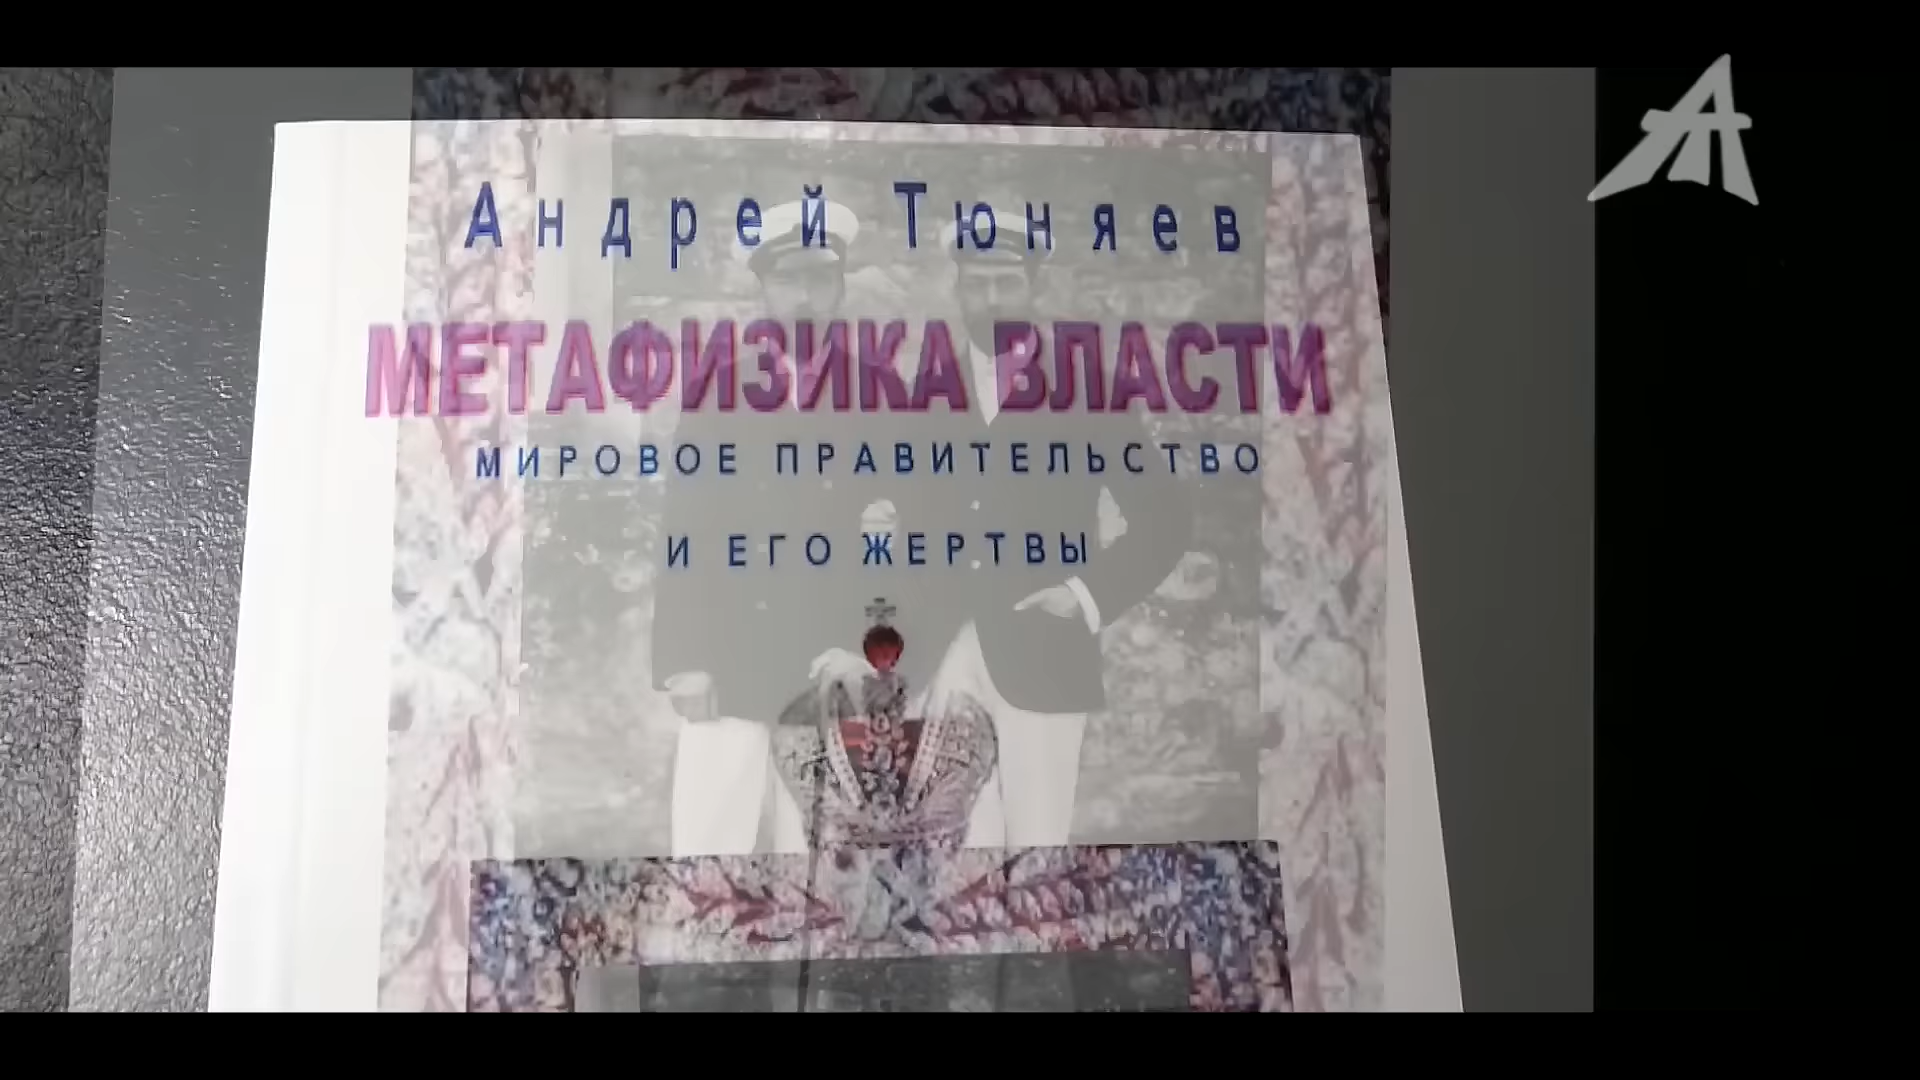 Андрей Тюняев
МЕТАФИЗИКА ВЛАСТИ
МИРОВОЕ ПРАВИТЕЛЬСТВО
И ЕГО ЖЕРТВЫ